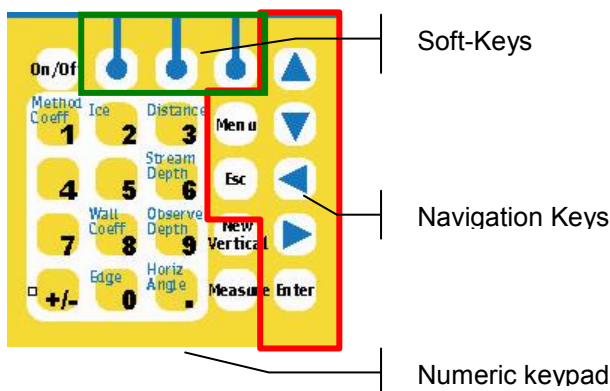 Soft-Keys
On/Of
Method
Coeff
1
Ice
2
Distance
3
Menu
4
5
Stream
Depth
6
Esc
Navigation Keys
7
Wall
Coeff
8
Observe
Depth
9
New
Vertical
+/-
Edge
0
Horiz
Angle
.
Measure
Enter
Numeric keypad